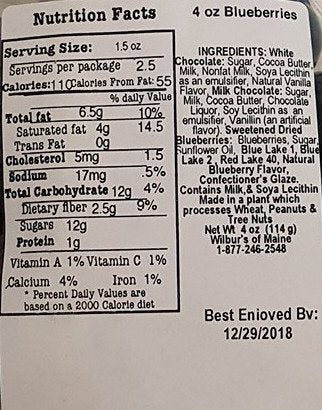 Nutrition Facts
4 oz Blueberries
Serving Size: 1.5 oz
Servings per package 2.5
Calories:110Calories From Fat: 55
% daily Value
Total fat 6.5g 10%
Saturated fat 4g 14.5
Trans Fat 0g
Cholesterol 5mg 1.5
Sodium 17mg .5%
Total Carbohydrate 12g 4%
Dietary fiber 2.5g 9%
Sugars 12g
Protein 1g
Vitamin A 1% Vitamin C 1%
Calcium 4% Iron 1%
* Percent Daily Values are
based on a 2000 Calorie diet
INGREDIENTS: White
Chocolate: Sugar, Cocoa Butter,
Milk, Nonfat Milk, Soya Lecithin
as an emulsifier, Natural Vanilla
Flavor, Milk Chocolate: Sugar,
Milk, Cocoa Butter, Chocolate
Liquor, Soy Lecithin as an
emulsifier, Vanillin (an artificial
flavor). Sweetened Dried
Blueberries: Blueberries, Sugar,
Sunflower Oil, Blue Lake 1, Blue
Lake 2 , Red Lake 40, Natural
Blueberry Flavor,
Confectioner's Glaze.
Contains Milk,& Soya Lecithin
Made in a plant which
processes Wheat, Peanuts &
Tree Nuts
Net Wt 4 oz (114 g)
Wilbur's of Maine
1-877-246-2548
Best Enjoyed By:
12/29/2018